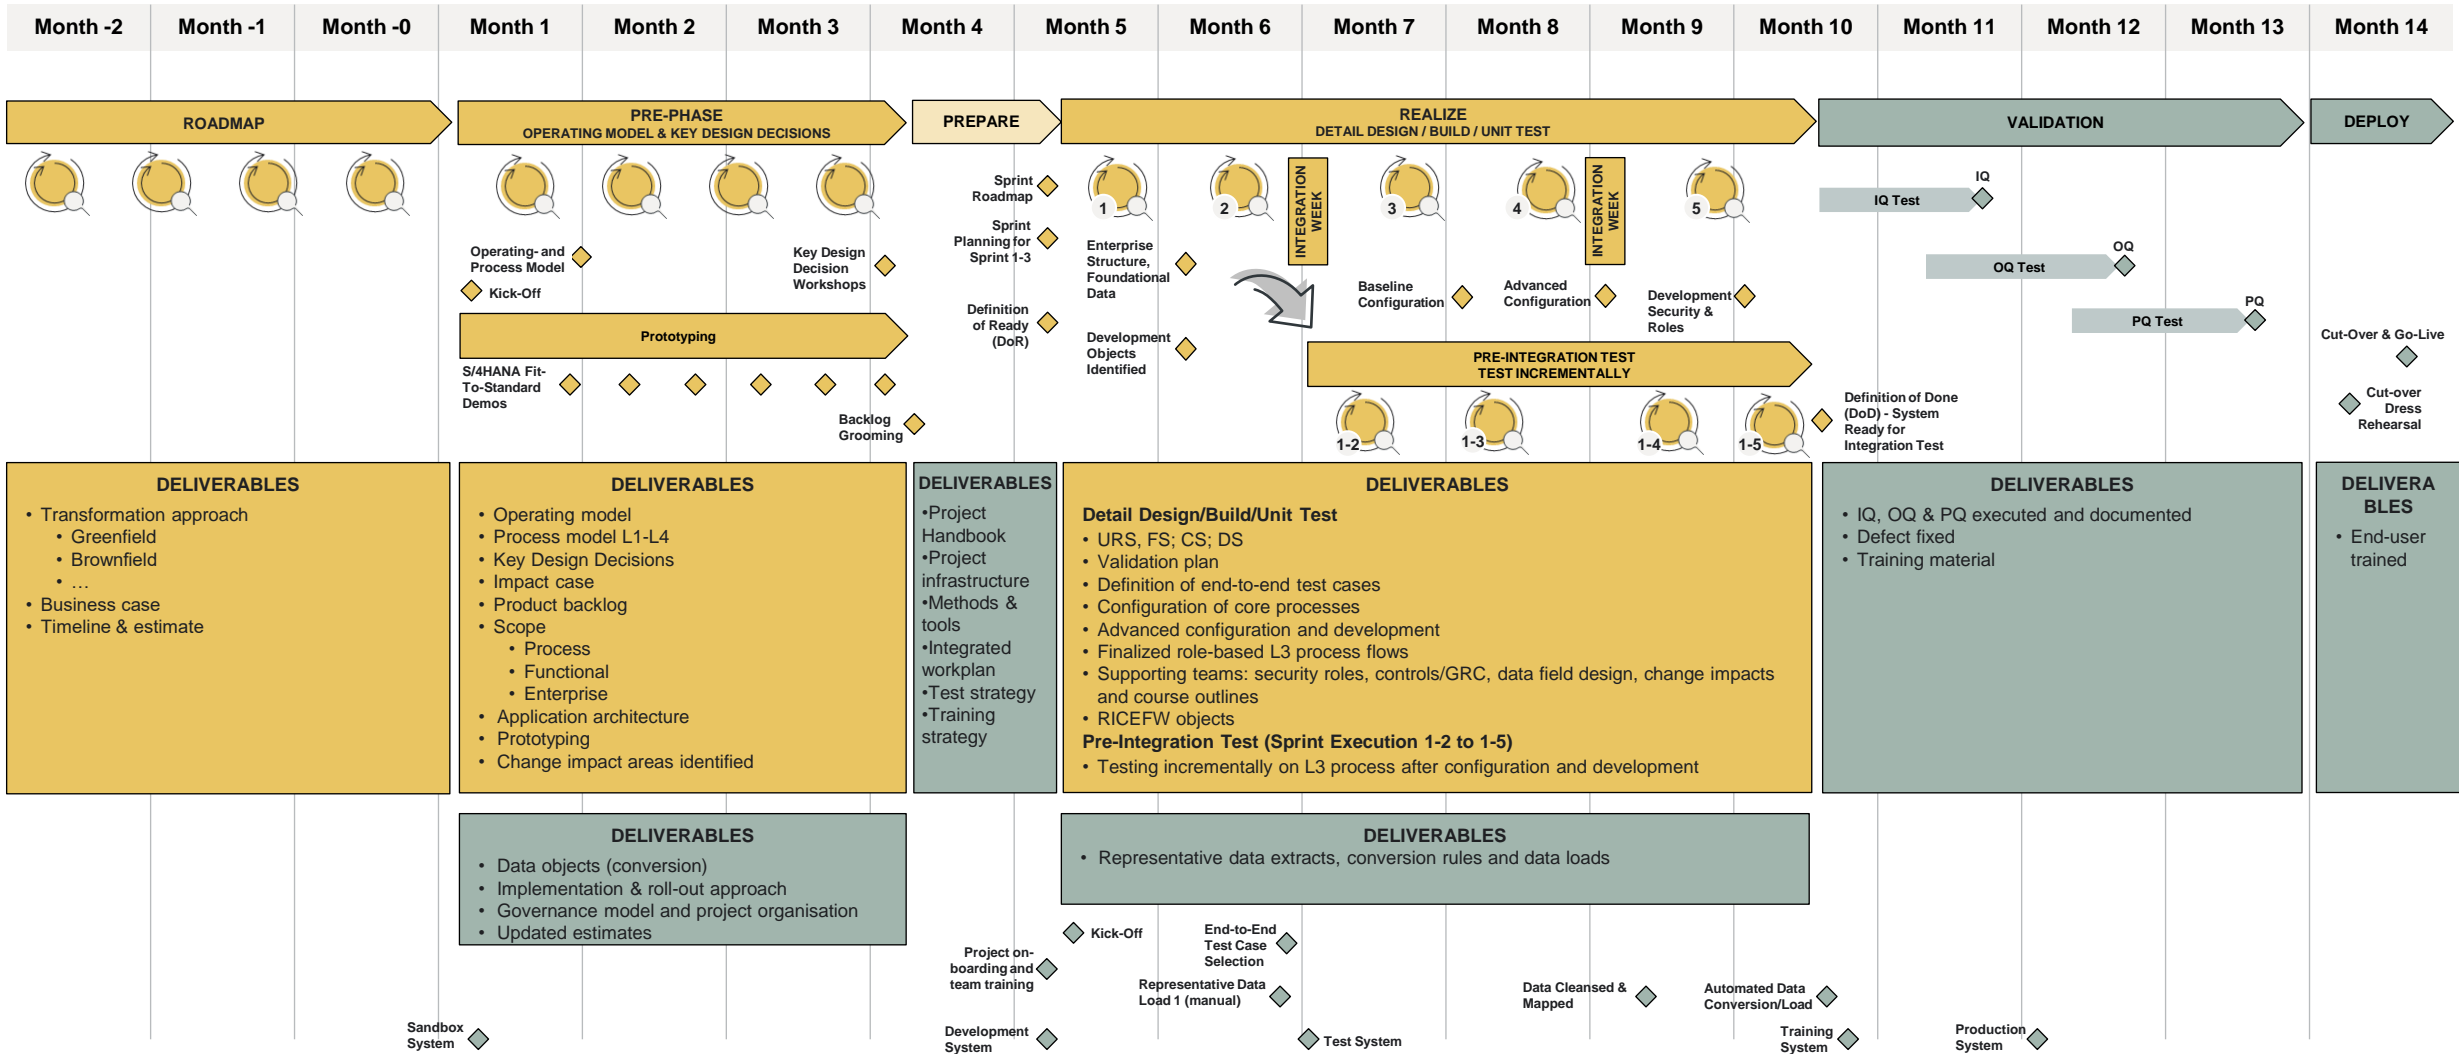 Month -2
Month -1
Month -0
Month 1
Month 2
Month 3
Month 4
Month 5
Month 6
Month 7
Month 8
Month 9
Month 10
Month 11
Month 12
Month 13
Month 14
ROADMAP
PRE-PHASE
OPERATING MODEL & KEY DESIGN DECISIONS
PREPARE
REALIZE
DETAIL DESIGN / BUILD / UNIT TEST
VALIDATION
DEPLOY
Operating- and
Process Model
Kick-Off
Key Design
Decision
Workshops
Prototyping
S/4HANA Fit-
To-Standard
Demos
Backlog
Grooming
Sprint
Roadmap
Sprint
Planning for
Sprint 1-3
Definition
of Ready
(DoR)
1
2
INTEGRATION
WEEK
3
4
INTEGRATION
WEEK
5
Enterprise
Structure,
Foundational
Data
Development
Objects
Identified
Baseline
Configuration
Advanced
Configuration
Development
Security &
Roles
PRE-INTEGRATION TEST
TEST INCREMENTALLY
1-2
1-3
1-4
1-5
Definition of Done
(DoD) - System
Ready for
Integration Test
IQ Test
IQ
OQ Test
OQ
PQ Test
PQ
Cut-Over & Go-Live
Cut-over
Dress
Rehearsal
DELIVERABLES
• Transformation approach
• Greenfield
• Brownfield
• …
• Business case
• Timeline & estimate
DELIVERABLES
• Operating model
• Process model L1-L4
• Key Design Decisions
• Impact case
• Product backlog
• Scope
• Process
• Functional
• Enterprise
• Application architecture
• Prototyping
• Change impact areas identified
DELIVERABLES
•Project
Handbook
•Project
infrastructure
•Methods &
tools
•Integrated
workplan
•Test strategy
•Training
strategy
DELIVERABLES
Detail Design/Build/Unit Test
• URS, FS; CS; DS
• Validation plan
• Definition of end-to-end test cases
• Configuration of core processes
• Advanced configuration and development
• Finalized role-based L3 process flows
• Supporting teams: security roles, controls/GRC, data field design, change impacts
and course outlines
• RICEFW objects
Pre-Integration Test (Sprint Execution 1-2 to 1-5)
• Testing incrementally on L3 process after configuration and development
DELIVERABLES
• IQ, OQ & PQ executed and documented
• Defect fixed
• Training material
DELIVERA
BLES
• End-user
trained
DELIVERABLES
• Data objects (conversion)
• Implementation & roll-out approach
• Governance model and project organisation
• Updated estimates
DELIVERABLES
• Representative data extracts, conversion rules and data loads
Kick-Off
Project on-
boarding and
team training
End-to-End
Test Case
Selection
Representative Data
Load 1 (manual)
Data Cleansed &
Mapped
Automated Data
Conversion/Load
Sandbox
System
Development
System
Test System
Training
System
Production
System